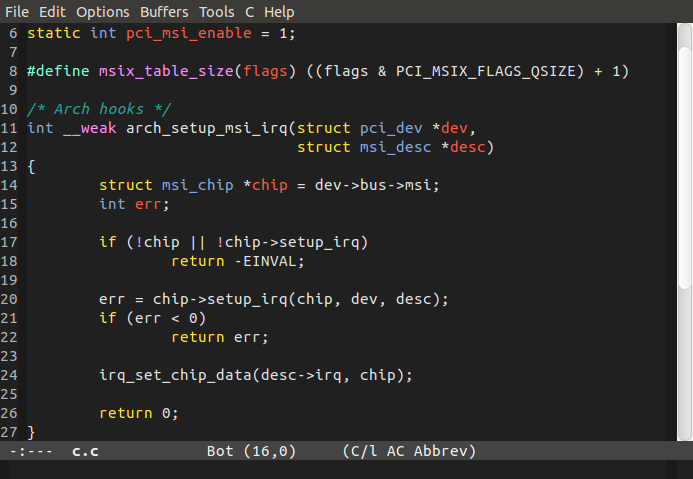 File Edit Options Buffers Tools C Help
6 static int pci_msi_enable = 1;
7
8 #define msix_table_size(flags) ((flags & PCI_MSIX_FLAGS_QSIZE) + 1)
9
10 /* Arch hooks */
11 int __weak arch_setup_msi_irq(struct pci_dev *dev,
12                               struct msi_desc *desc)
13 {
14         struct msi_chip *chip = dev->bus->msi;
15         int err;
16
17         if (!chip || !chip->setup_irq)
18                 return -EINVAL;
19
20         err = chip->setup_irq(chip, dev, desc);
21         if (err < 0)
22                 return err;
23
24         irq_set_chip_data(desc->irq, chip);
25
26         return 0;
27 }
-:---  c.c            Bot (16,0)     (C/l AC Abbrev)